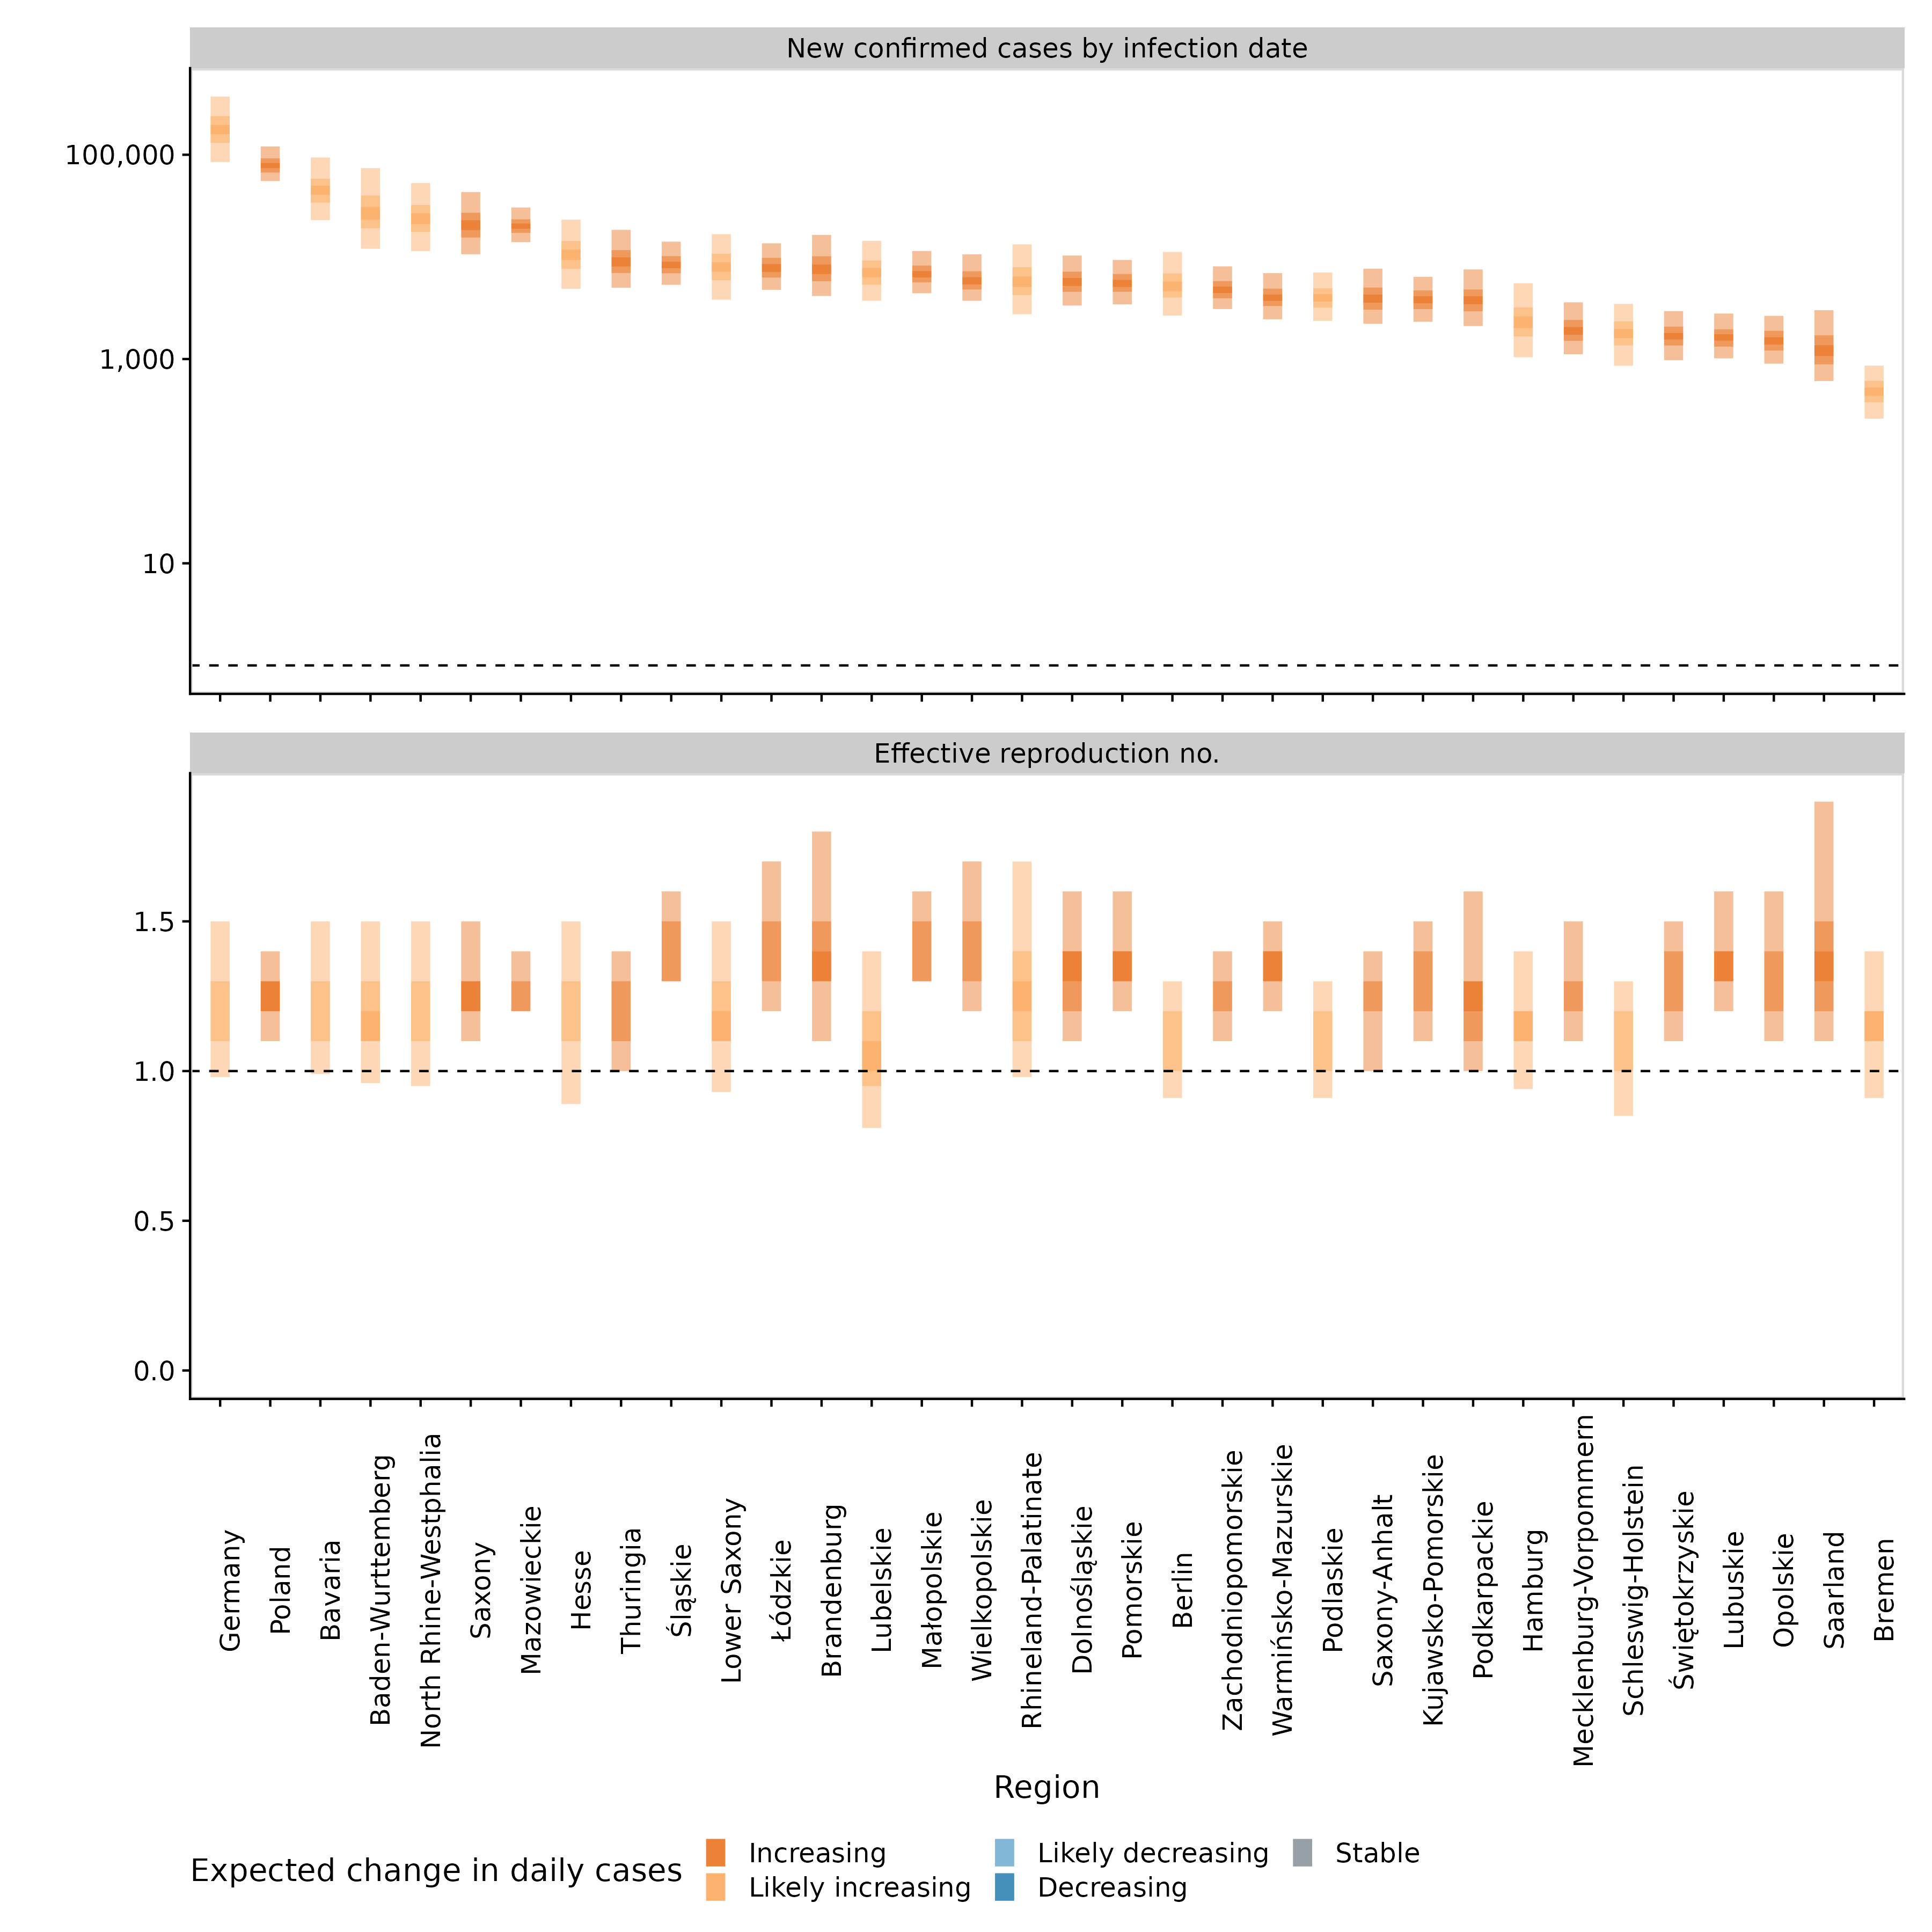 New confirmed cases by infection date
100,000
1,000
10
Effective reproduction no.
1.5
1.0
0.5
0.0
Germany
Poland
Bavaria
Baden-Wurttemberg
North Rhine-Westphalia
Saxony
Mazowieckie
Hesse
Thuringia
Śląskie
Lower Saxony
Łódzkie
Brandenburg
Lubelskie
Małopolskie
Wielkopolskie
Rhineland-Palatinate
Dolnośląskie
Pomorskie
Berlin
Zachodniopomorskie
Warmińsko-Mazurskie
Podlaskie
Saxony-Anhalt
Kujawsko-Pomorskie
Podkarpackie
Hamburg
Mecklenburg-Vorpommern
Schleswig-Holstein
Świętokrzyskie
Lubuskie
Opolskie
Saarland
Bremen
Region
Expected change in daily cases
Increasing
Likely increasing
Likely decreasing
Decreasing
Stable